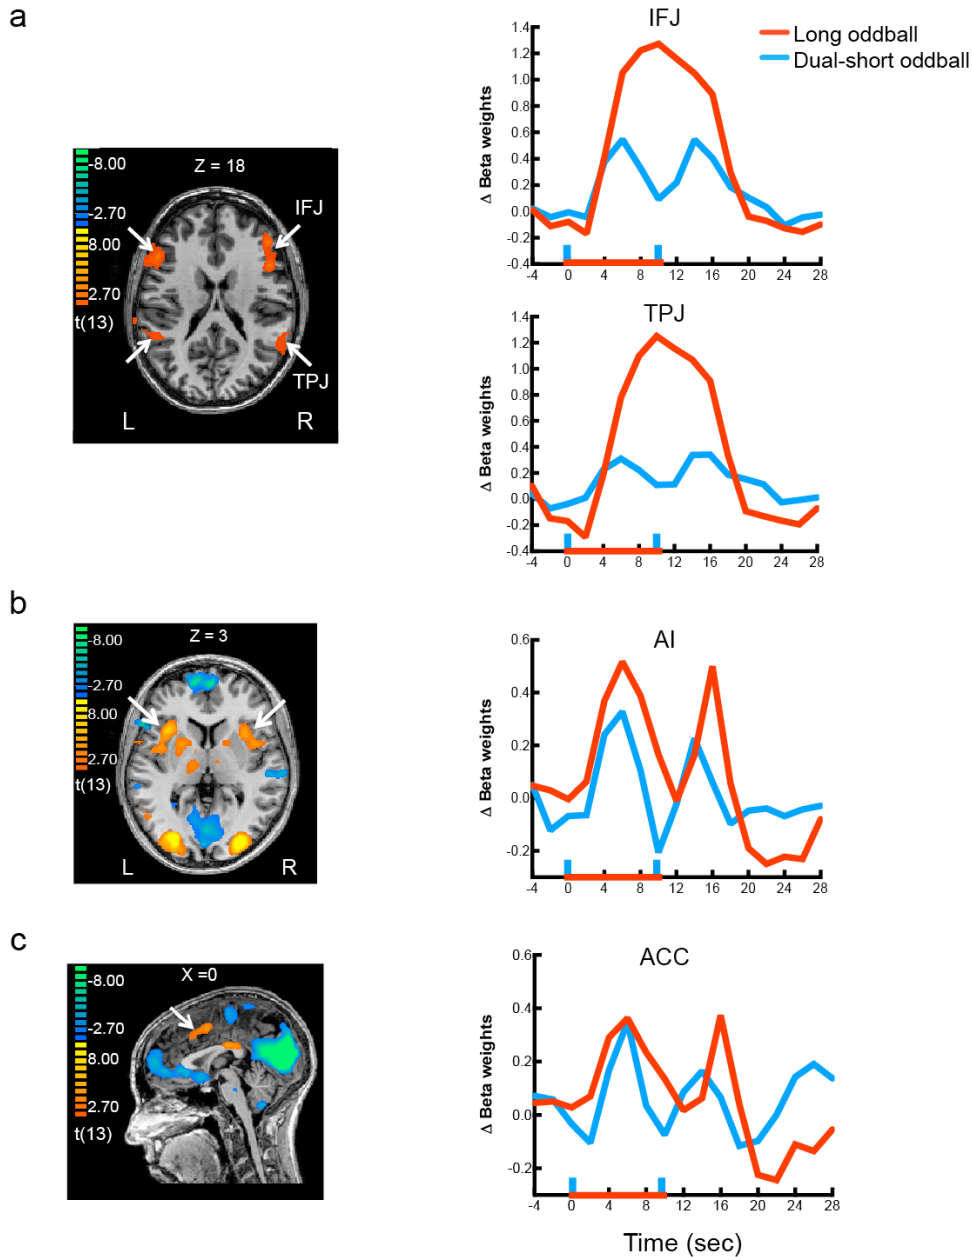 a
Z = 18
-8.00
-2.70
8.00
2.70
t(13)
IFJ
TPJ
L
R
IFJ
Long oddball
Dual-short oddball
Δ Beta weights
1.4
1.2
1.0
0.8
0.6
0.4
0.2
0.0
-0.2
-0.4
-4 0 4 8 12 16 20 24 28
TPJ
Δ Beta weights
1.4
1.2
1.0
0.8
0.6
0.4
0.2
0.0
-0.2
-0.4
-4 0 4 8 12 16 20 24 28
b
Z = 3
-8.00
-2.70
8.00
2.70
t(13)
L
R
AI
Δ Beta weights
0.6
0.4
0.2
0.0
-0.2
-4 0 4 8 12 16 20 24 28
c
X =0
-8.00
-2.70
8.00
2.70
t(13)
ACC
Δ Beta weights
0.6
0.4
0.2
0.0
-0.2
-4 0 4 8 12 16 20 24 28
Time (sec)